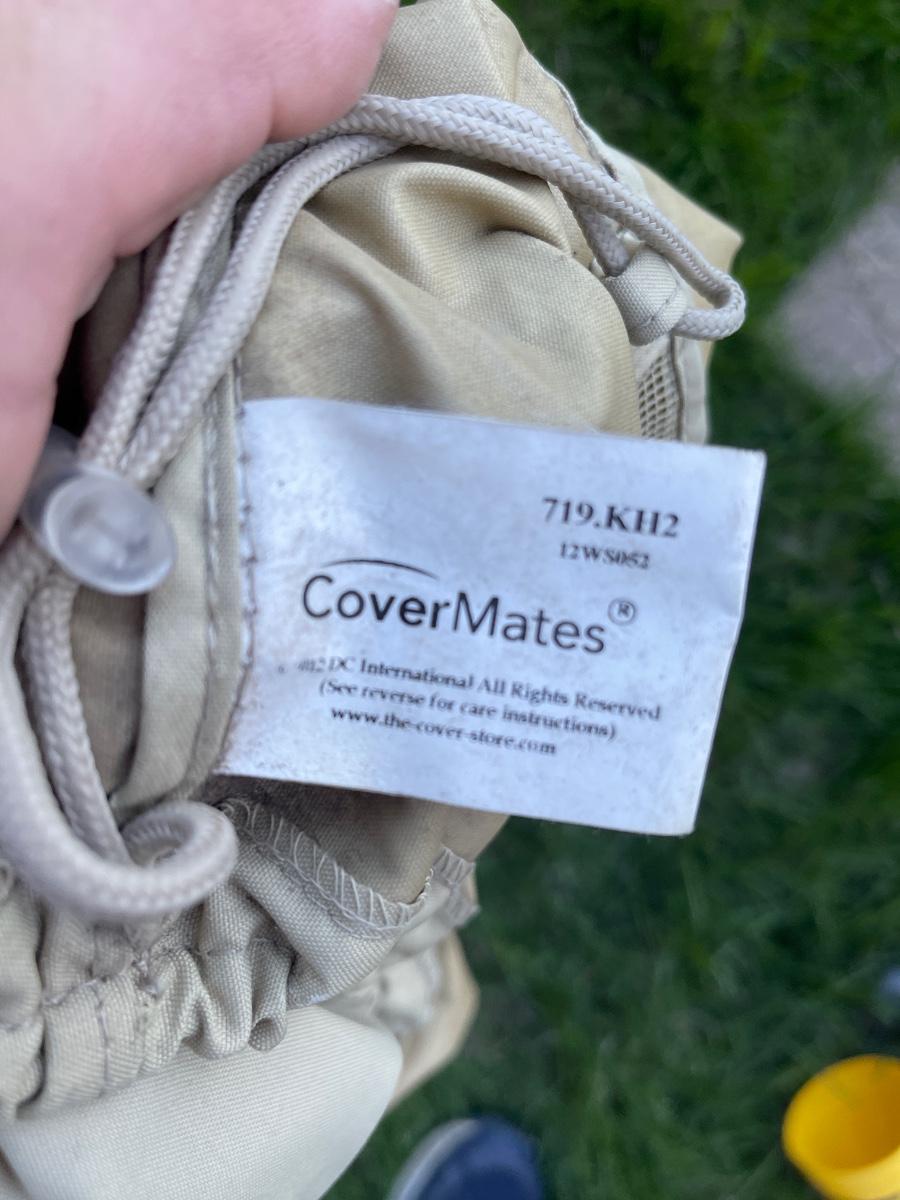 719.KH2
12WS052
CoverMates®
DC International All Rights Reserved
(See reverse for care instructions)
www.the-cover-store.com